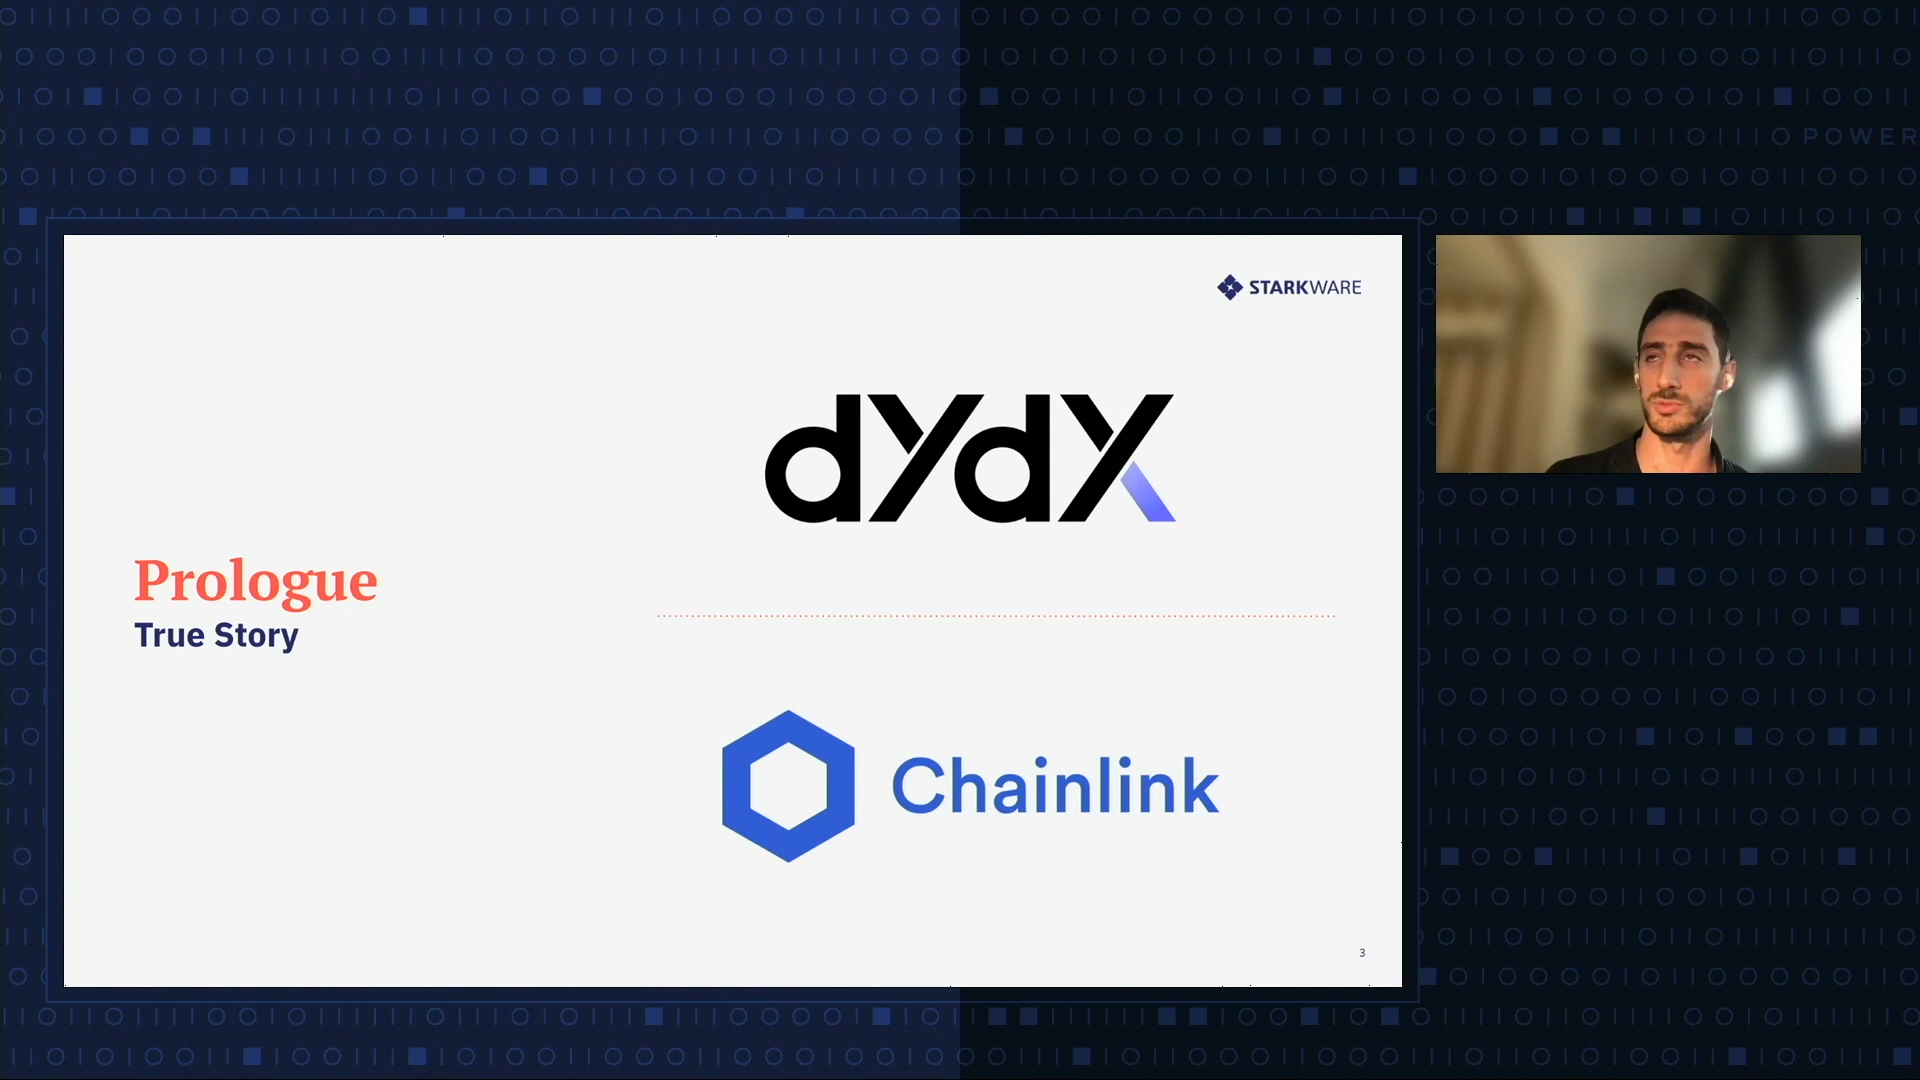 POWER
STARKWARE
dYdX
Prologue
True Story
Chainlink
3